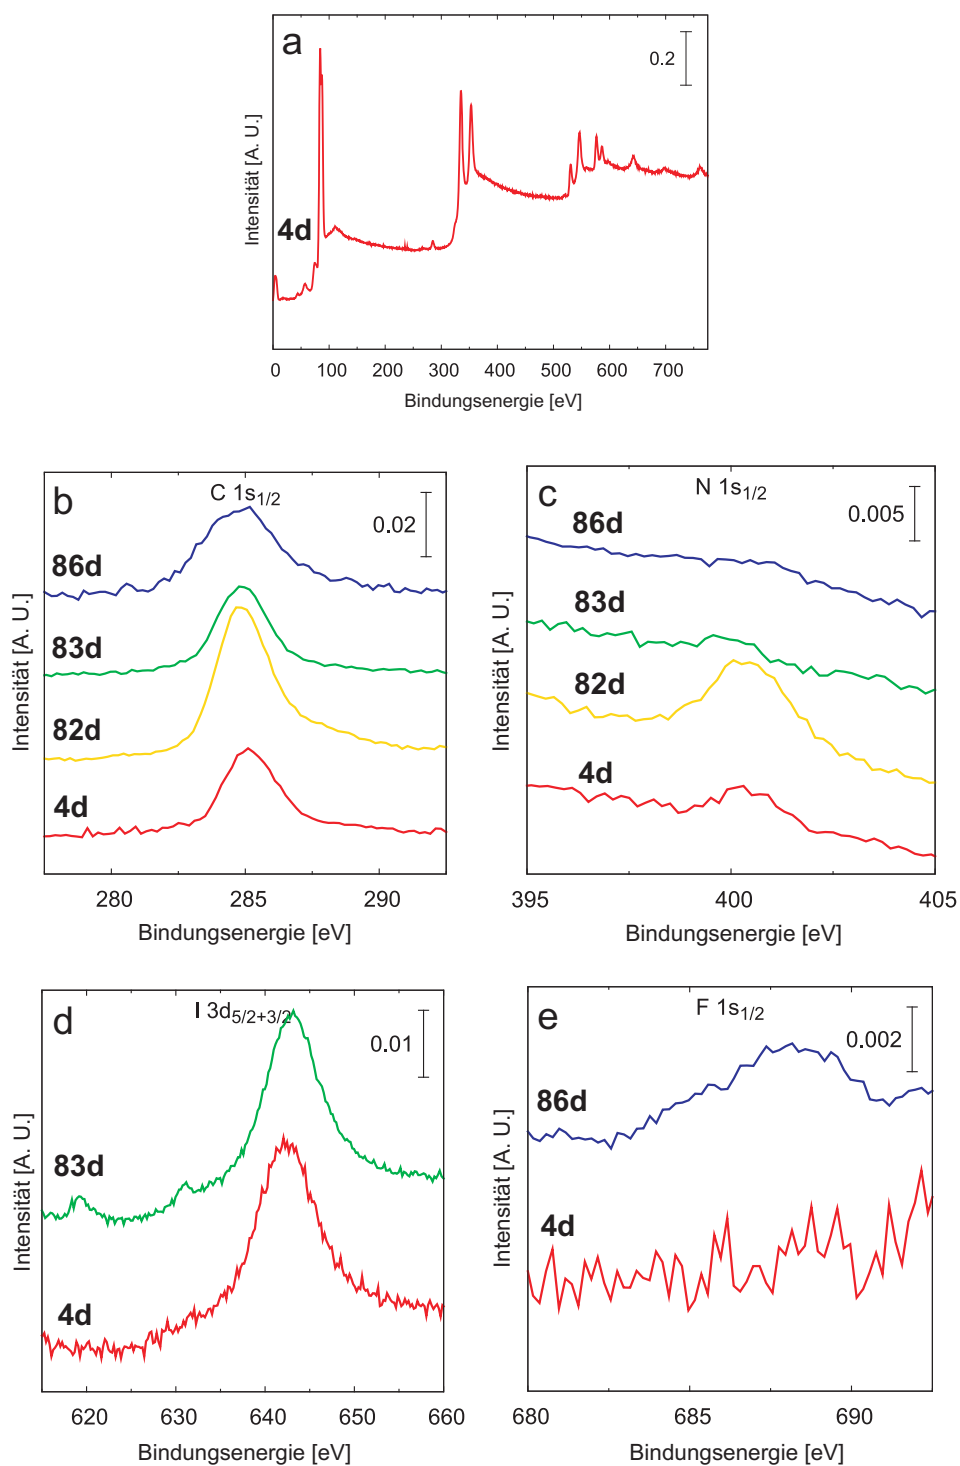 a
0.2
4d
Intensität [A. U.]
0 100 200 300 400 500 600 700
Bindungsenergie [eV]
b
C 1s1/2
0.02
86d
83d
82d
4d
Intensität [A. U.]
280 285 290
Bindungsenergie [eV]
c
N 1s1/2
0.005
86d
83d
82d
4d
Intensität [A. U.]
395 400 405
Bindungsenergie [eV]
d
I 3d5/2+3/2
0.01
83d
4d
Intensität [A. U.]
620 630 640 650 660
Bindungsenergie [eV]
e
F 1s1/2
0.002
86d
4d
Intensität [A. U.]
680 685 690
Bindungsenergie [eV]